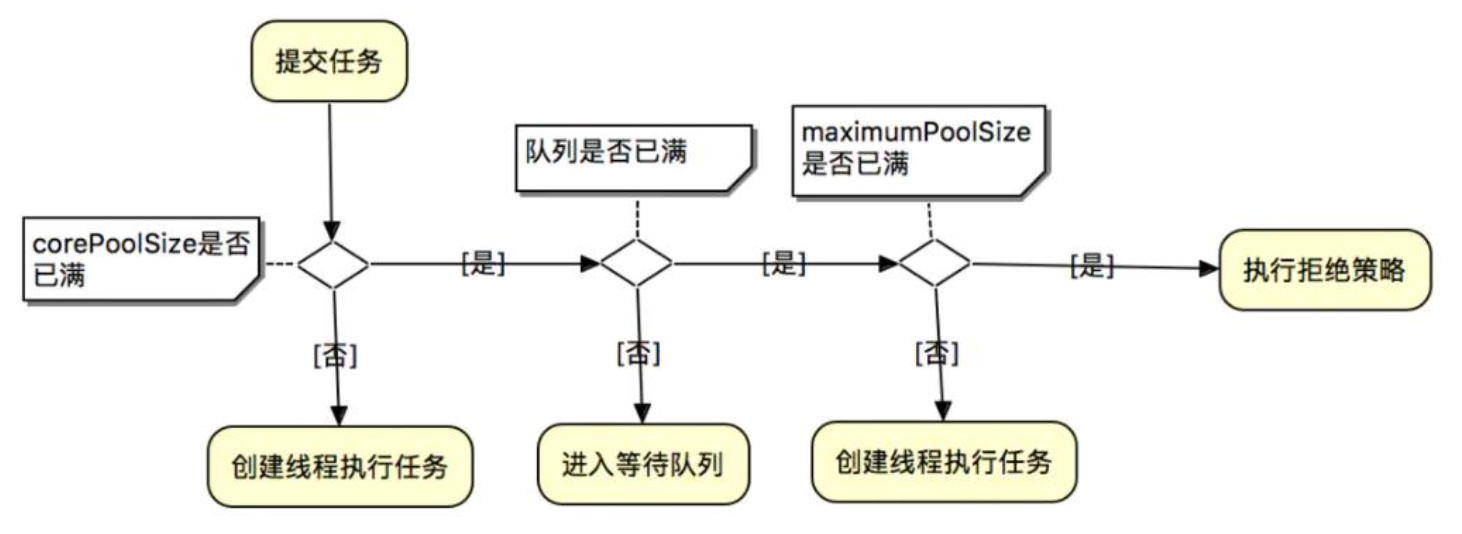 提交任务
队列是否已满
maximumPoolSize
是否已满
corePoolSize是否
已满
[是]
[是]
[是]
执行拒绝策略
[否]
[否]
[否]
创建线程执行任务
进入等待队列
创建线程执行任务